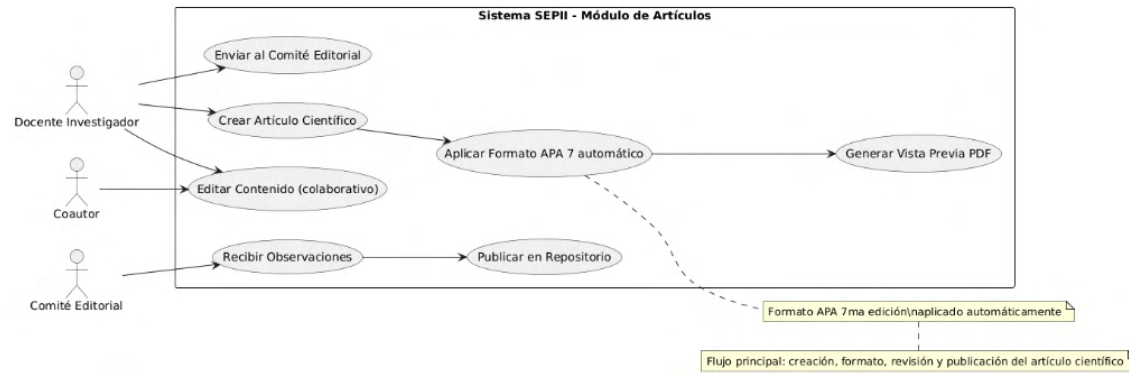 Sistema SEPII - Módulo de Artículos
Enviar al Comité Editorial
Docente Investigador
Crear Artículo Científico
Aplicar Formato APA 7 automático
Generar Vista Previa PDF
Editar Contenido (colaborativo)
Coautor
Recibir Observaciones
Publicar en Repositorio
Comité Editorial
Formato APA 7ma edición\naplicado automáticamente
Flujo principal: creación, formato, revisión y publicación del artículo científico